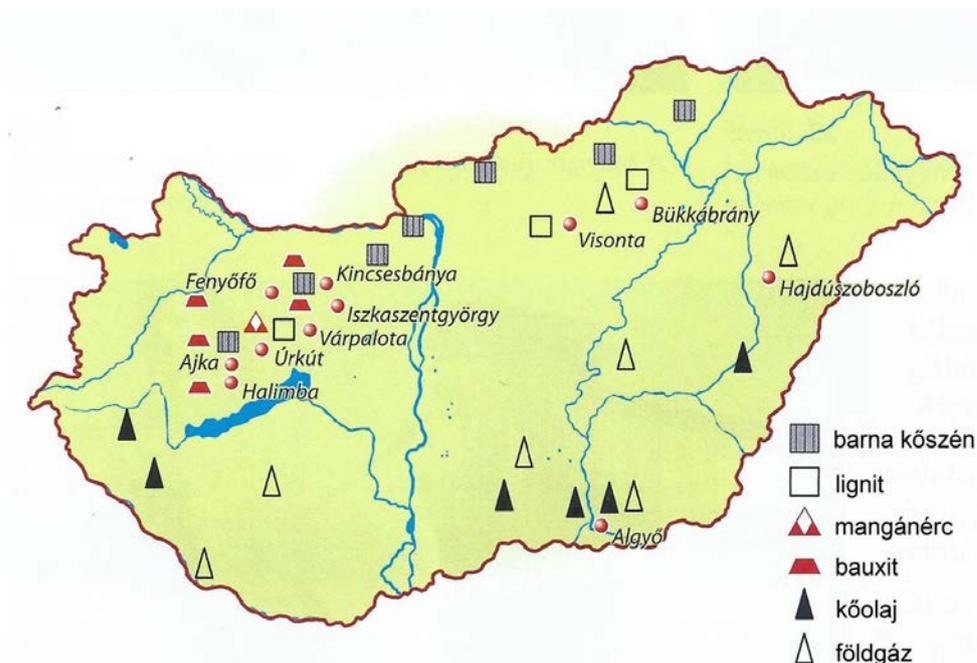 Bükkábrány
Visonta
Hajdúszoboszló
Fenyőfő
Kincsesbánya
Iszkaszentgyörgy
Várpalota
Úrkút
Ajka
Halimba
Algyő
barna kőszén
lignit
mangánérc
bauxit
kőolaj
földgáz